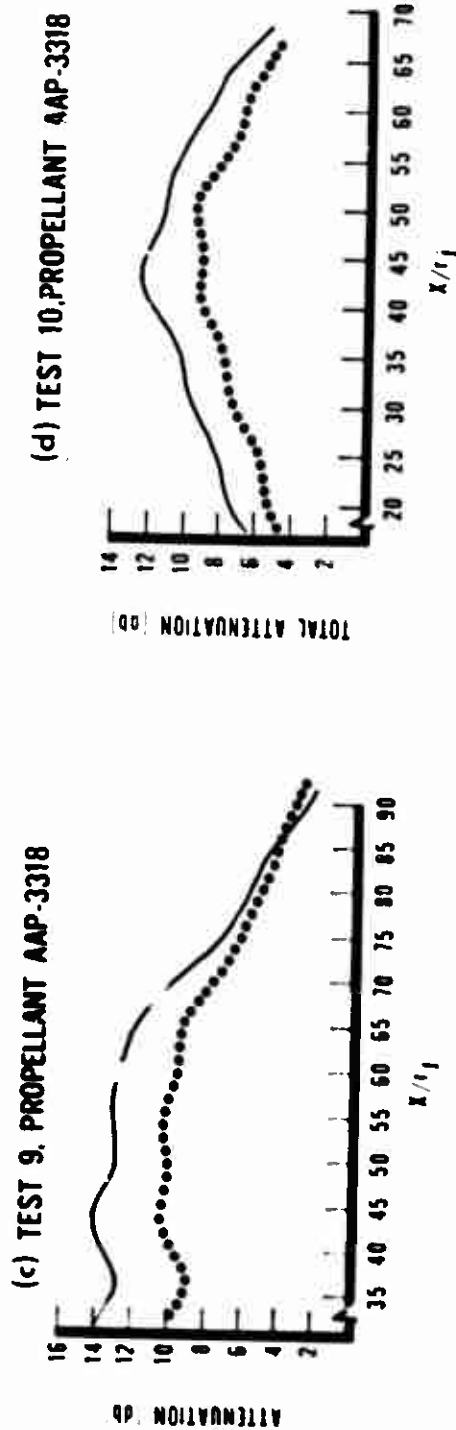 (c) TEST 9. PROPELLANT AAP-3318
ATTENUATION (db)
16
14
12
10
8
6
4
2
35 40 45 50 55 60 65 70 75 80 85 90
X/rj
(d) TEST 10. PROPELLANT AAP-3318
TOTAL ATTENUATION (db)
14
12
10
8
6
4
20 25 30 35 40 45 50 55 60 65 70
X/rj